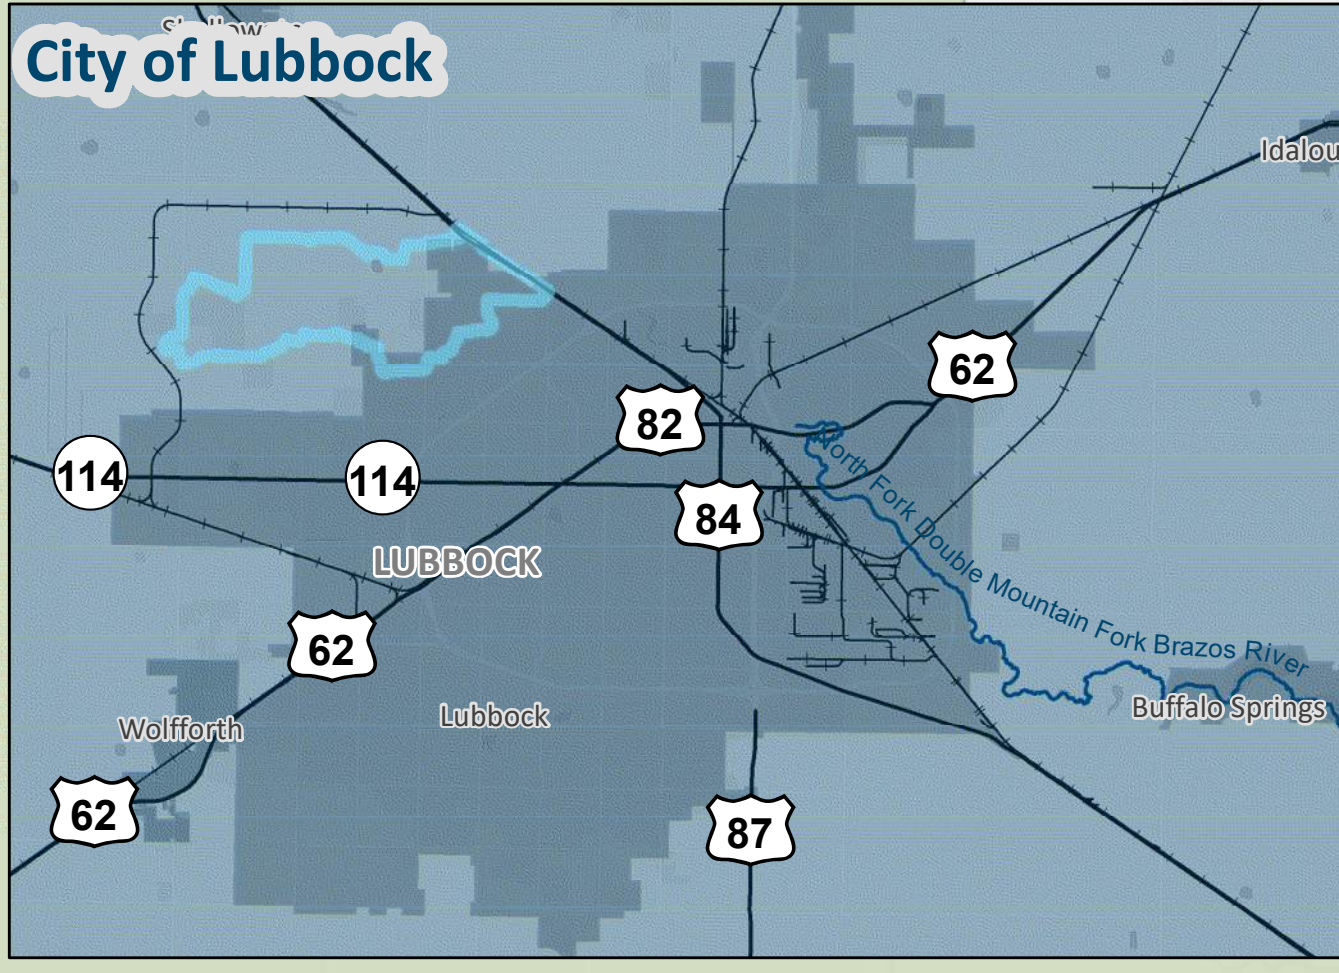 City of Lubbock
Idalou
62
82
114
114
84
North Fork Double Mountain Fork Brazos River
LUBBOCK
62
Buffalo Springs
Lubbock
Wolfforth
62
87